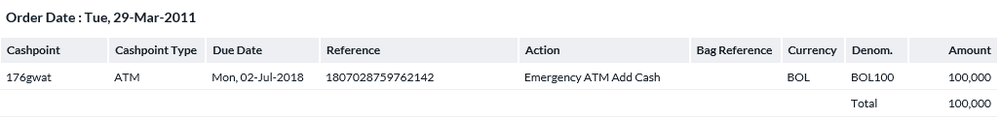 Order Date : Tue, 29-Mar-2011
Cashpoint Cashpoint Type Due Date Reference Action Bag Reference Currency Denom. Amount
176gwat ATM Mon, 02-Jul-2018 1807028759762142 Emergency ATM Add Cash BOL BOL100 100,000
Total 100,000